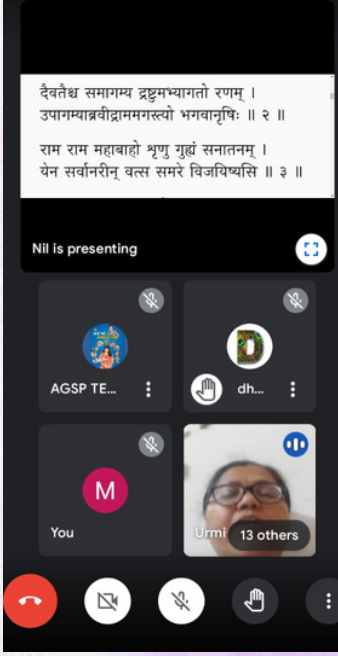 दैवतैश्च समागम्य द्रष्टुमभ्यागतो रणम् ।
उपागम्याब्रवीद्राममगस्त्यो भगवानृषिः ॥ २ ॥
राम राम महाबाहो शृणु गुह्यं सनातनम् ।
येन सर्वानरीन् वत्स समरे विजयिष्यसि ॥ ३ ॥
Nil is presenting
AGSP TE...
D
dh...
M
You
Urmi
13 others